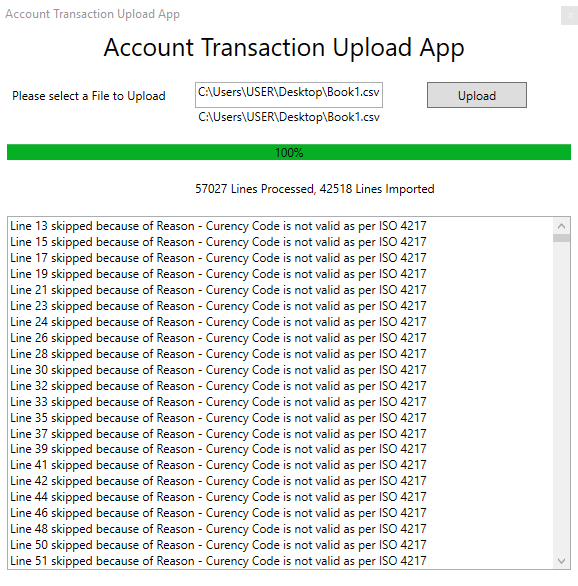 Account Transaction Upload App
x
Account Transaction Upload App
Please select a File to Upload
C:\Users\USER\Desktop\Book1.csv
Upload
C:\Users\USER\Desktop\Book1.csv
100%
57027 Lines Processed, 42518 Lines Imported
Line 13 skipped because of Reason - Curency Code is not valid as per ISO 4217
Line 15 skipped because of Reason - Curency Code is not valid as per ISO 4217
Line 17 skipped because of Reason - Curency Code is not valid as per ISO 4217
Line 19 skipped because of Reason - Curency Code is not valid as per ISO 4217
Line 21 skipped because of Reason - Curency Code is not valid as per ISO 4217
Line 23 skipped because of Reason - Curency Code is not valid as per ISO 4217
Line 24 skipped because of Reason - Curency Code is not valid as per ISO 4217
Line 26 skipped because of Reason - Curency Code is not valid as per ISO 4217
Line 28 skipped because of Reason - Curency Code is not valid as per ISO 4217
Line 30 skipped because of Reason - Curency Code is not valid as per ISO 4217
Line 32 skipped because of Reason - Curency Code is not valid as per ISO 4217
Line 33 skipped because of Reason - Curency Code is not valid as per ISO 4217
Line 35 skipped because of Reason - Curency Code is not valid as per ISO 4217
Line 37 skipped because of Reason - Curency Code is not valid as per ISO 4217
Line 39 skipped because of Reason - Curency Code is not valid as per ISO 4217
Line 41 skipped because of Reason - Curency Code is not valid as per ISO 4217
Line 42 skipped because of Reason - Curency Code is not valid as per ISO 4217
Line 44 skipped because of Reason - Curency Code is not valid as per ISO 4217
Line 46 skipped because of Reason - Curency Code is not valid as per ISO 4217
Line 48 skipped because of Reason - Curency Code is not valid as per ISO 4217
Line 50 skipped because of Reason - Curency Code is not valid as per ISO 4217
Line 51 skipped because of Reason - Curency Code is not valid as per ISO 4217